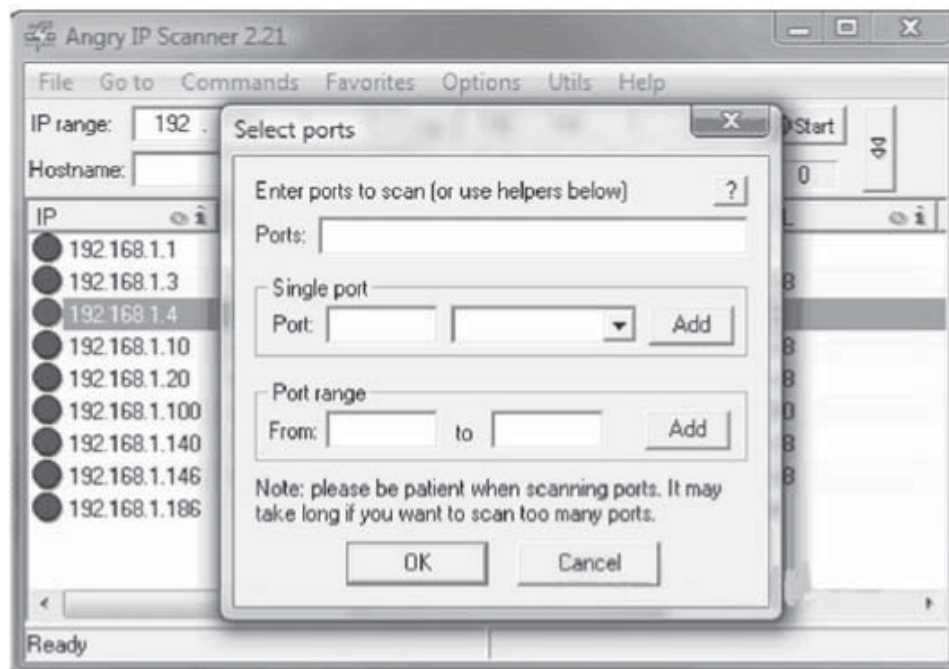 Angry IP Scanner 2.21
File Go to Commands Favorites Options Utils Help
IP range: 192 .
Start
Hostname:
0
IP
192.168.1.1
192.168.1.3
192.168.1.4
192.168.1.10
192.168.1.20
192.168.1.100
192.168.1.140
192.168.1.146
192.168.1.186
Ready
Select ports
Enter ports to scan (or use helpers below) ?
Ports:
Single port
Port: Add
Port range
From: to Add
Note: please be patient when scanning ports. It may
take long if you want to scan too many ports.
OK Cancel